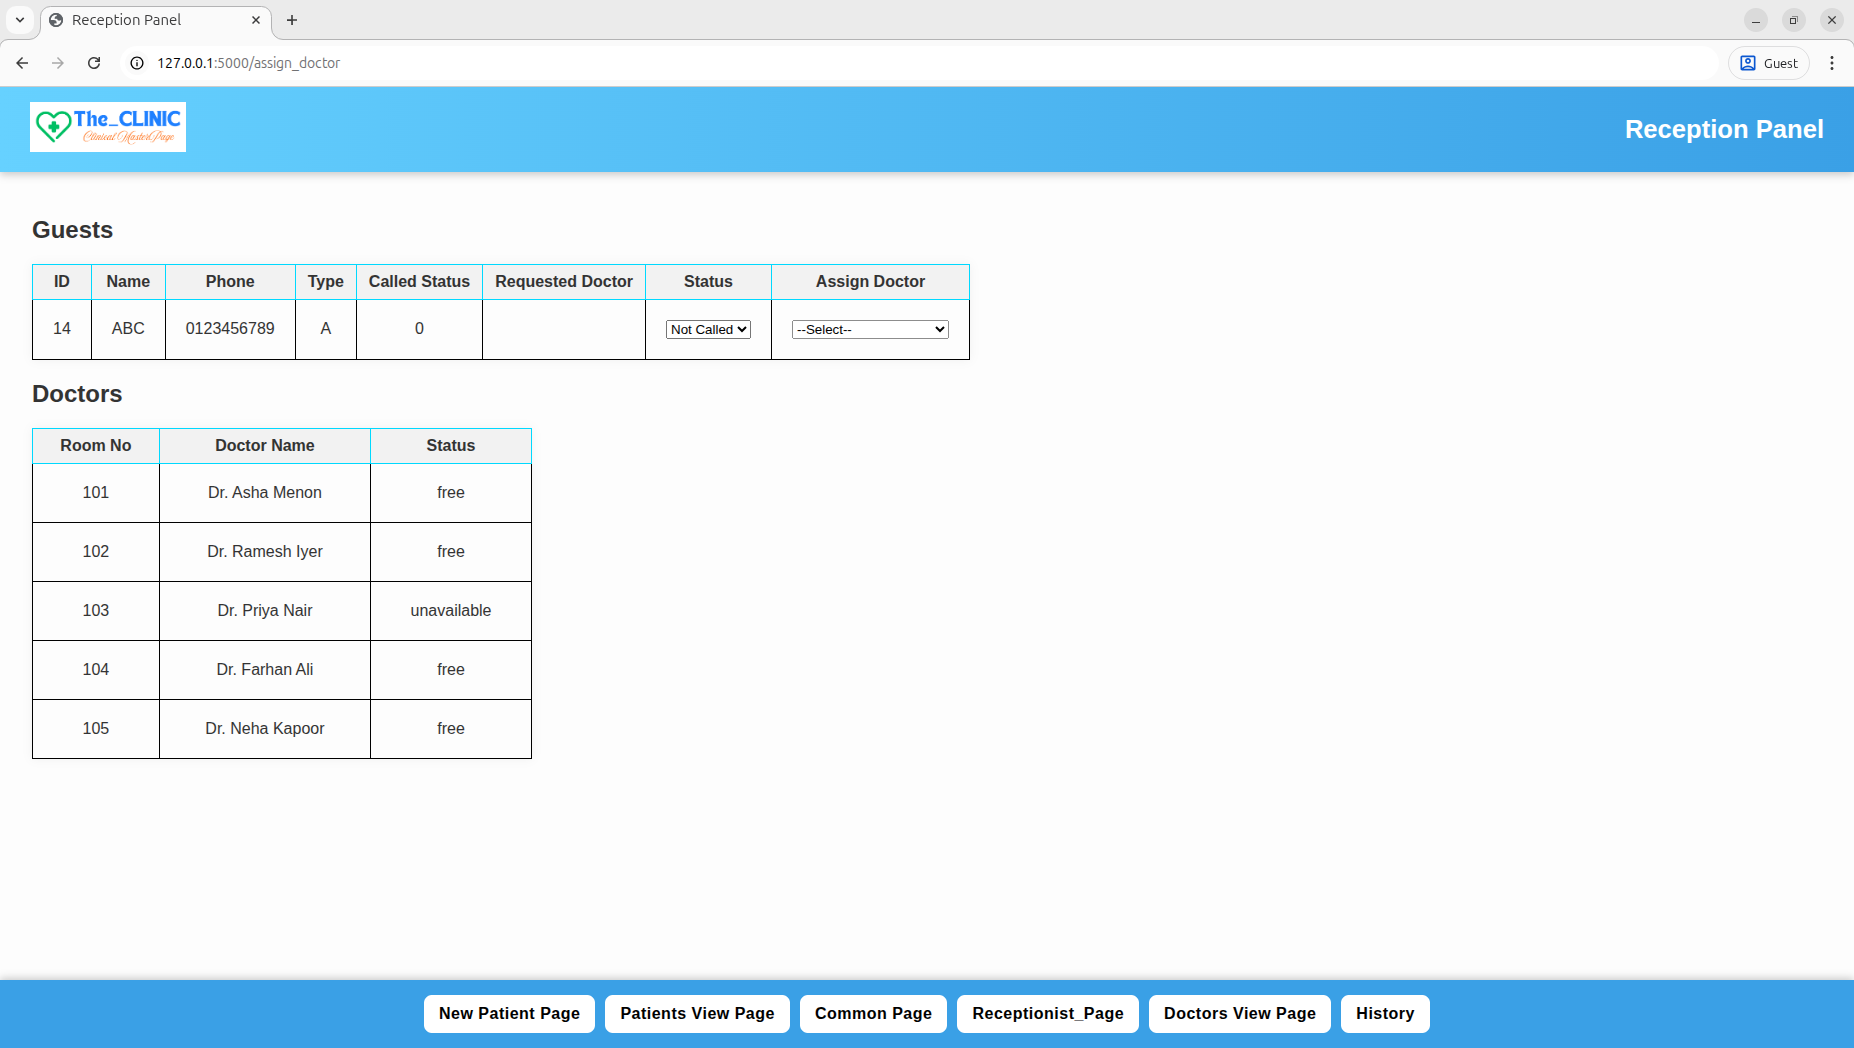 Reception Panel
127.0.0.1:5000/assign_doctor
Guest
The_CLINIC
Clinical MasterPage
Reception Panel
Guests
ID Name Phone Type Called Status Requested Doctor Status Assign Doctor
14 ABC 0123456789 A 0 Not Called --Select--
Doctors
Room No Doctor Name Status
101 Dr. Asha Menon free
102 Dr. Ramesh Iyer free
103 Dr. Priya Nair unavailable
104 Dr. Farhan Ali free
105 Dr. Neha Kapoor free
New Patient Page Patients View Page Common Page Receptionist_Page Doctors View Page History